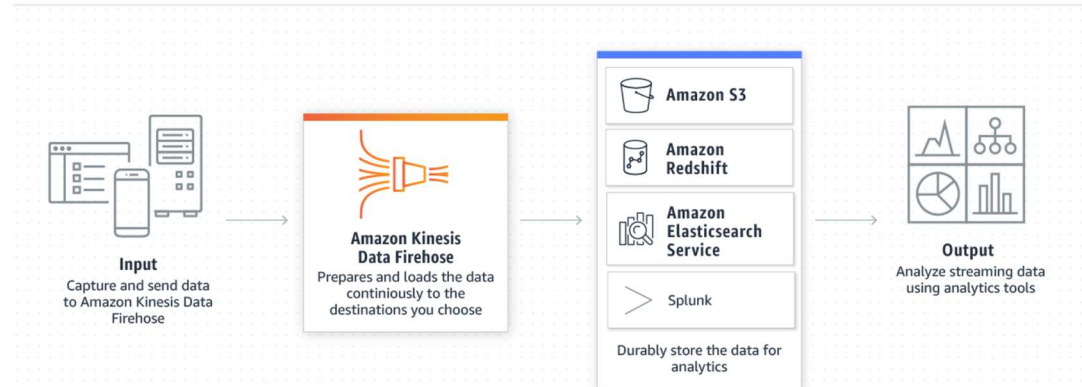 Input
Capture and send data
to Amazon Kinesis Data
Firehose
Amazon Kinesis
Data Firehose
Prepares and loads the data
continiously to the
destinations you choose
Amazon S3
Amazon
Redshift
Amazon
Elasticsearch
Service
Splunk
Durably store the data for
analytics
Output
Analyze streaming data
using analytics tools